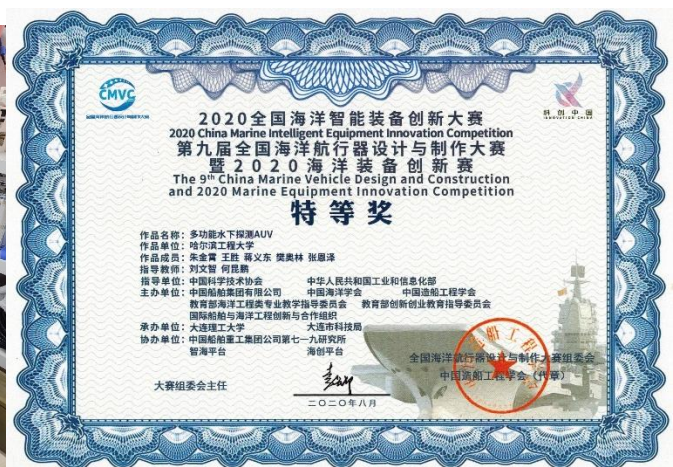 CMVC
科创中国
INNOVATION CHINA
2020全国海洋智能装备创新大赛
2020 China Marine Intelligent Equipment Innovation Competition
第九届全国海洋航行器设计与制作大赛
暨2020海洋装备创新赛
The 9th China Marine Vehicle Design and Construction
and 2020 Marine Equipment Innovation Competition
特等奖
作品名称：多功能水下探测AUV
作品单位：哈尔滨工程大学
作品成员：朱金霄 王胜 蒋义东 樊奥林 张恩泽
指导教师：刘文智 何昆鹏
指导单位：中国科学技术协会 中华人民共和国工业和信息化部
主办单位：中国船舶集团有限公司 中国海洋学会 中国造船工程学会
教育部海洋工程类专业教学指导委员会 教育部创新创业教育指导委员会
国际船舶与海洋工程创新与合作组织
承办单位：大连理工大学 大连市科技局
协办单位：中国船舶重工集团公司第七一九研究所
智海平台 海创平台
全国海洋航行器设计与制作大赛组委会
中国造船工程学会（代章）
大赛组委会主任
二〇二〇年八月